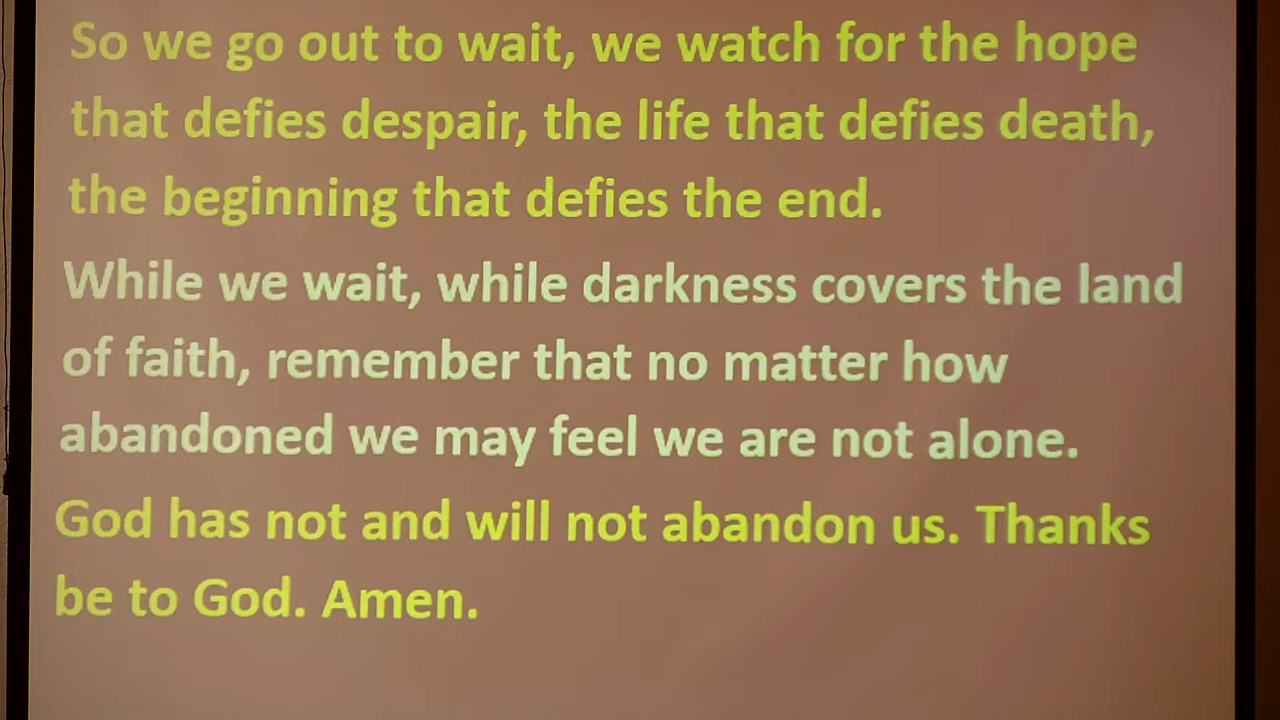 So we go out to wait, we watch for the hope
that defies despair, the life that defies death,
the beginning that defies the end.
While we wait, while darkness covers the land
of faith, remember that no matter how
abandoned we may feel we are not alone.
God has not and will not abandon us. Thanks
be to God. Amen.